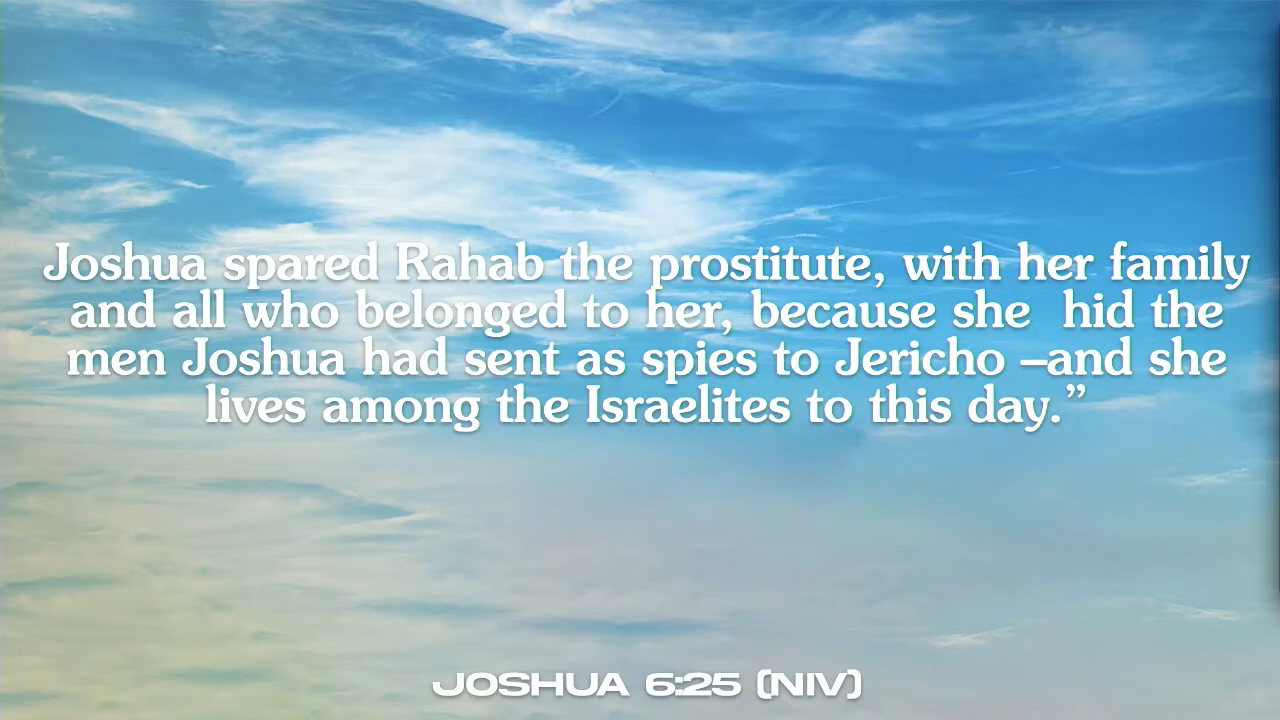 Joshua spared Rahab the prostitute, with her family
and all who belonged to her, because she  hid the
men Joshua had sent as spies to Jericho –and she
lives among the Israelites to this day.”
JOSHUA 6:25 (NIV)